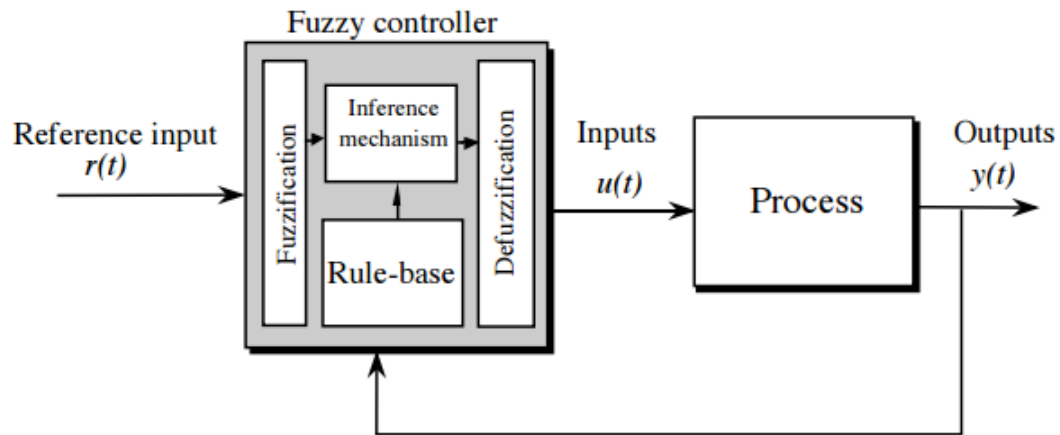 Fuzzy controller
Reference input
r(t)
Fuzzification
Inference
mechanism
Rule-base
Defuzzification
Inputs
u(t)
Process
Outputs
y(t)